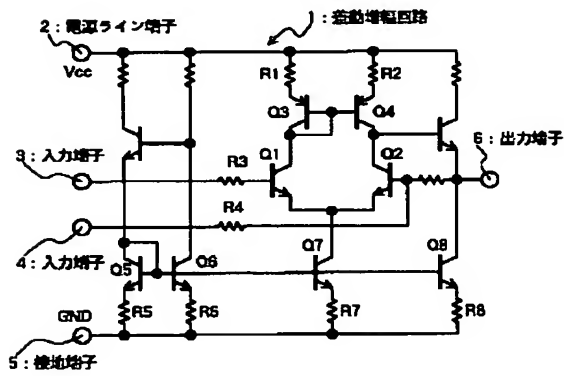 1：差動増幅回路
2：電源ライン端子
Vcc
R1
R2
Q3
Q4
6：出力端子
3：入力端子
R3
Q1
Q2
R4
4：入力端子
Q5
Q6
Q7
Q8
GND
R5
R6
R7
R8
5：接地端子